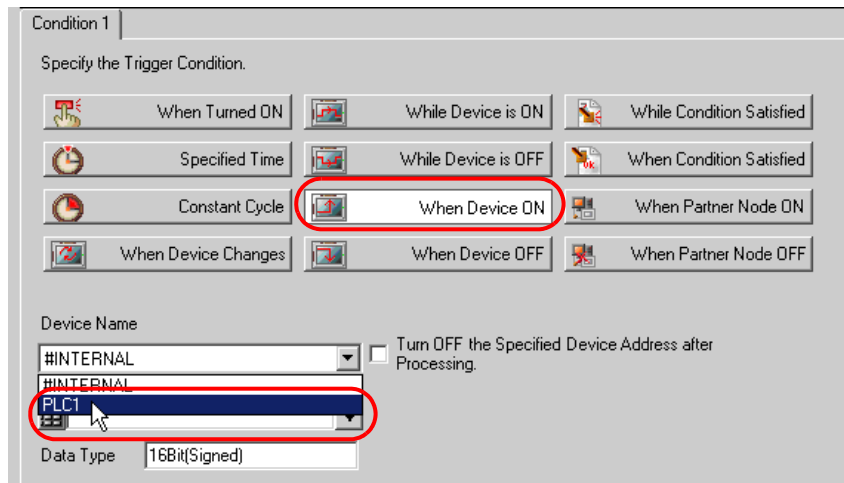 Condition 1
Specify the Trigger Condition.
When Turned ON
While Device is ON
While Condition Satisfied
Specified Time
While Device is OFF
When Condition Satisfied
Constant Cycle
When Device ON
When Partner Node ON
When Device Changes
When Device OFF
When Partner Node OFF
Device Name
#INTERNAL
Turn OFF the Specified Device Address after
Processing.
#INTERNAL
PLC1
Data Type 16Bit(Signed)